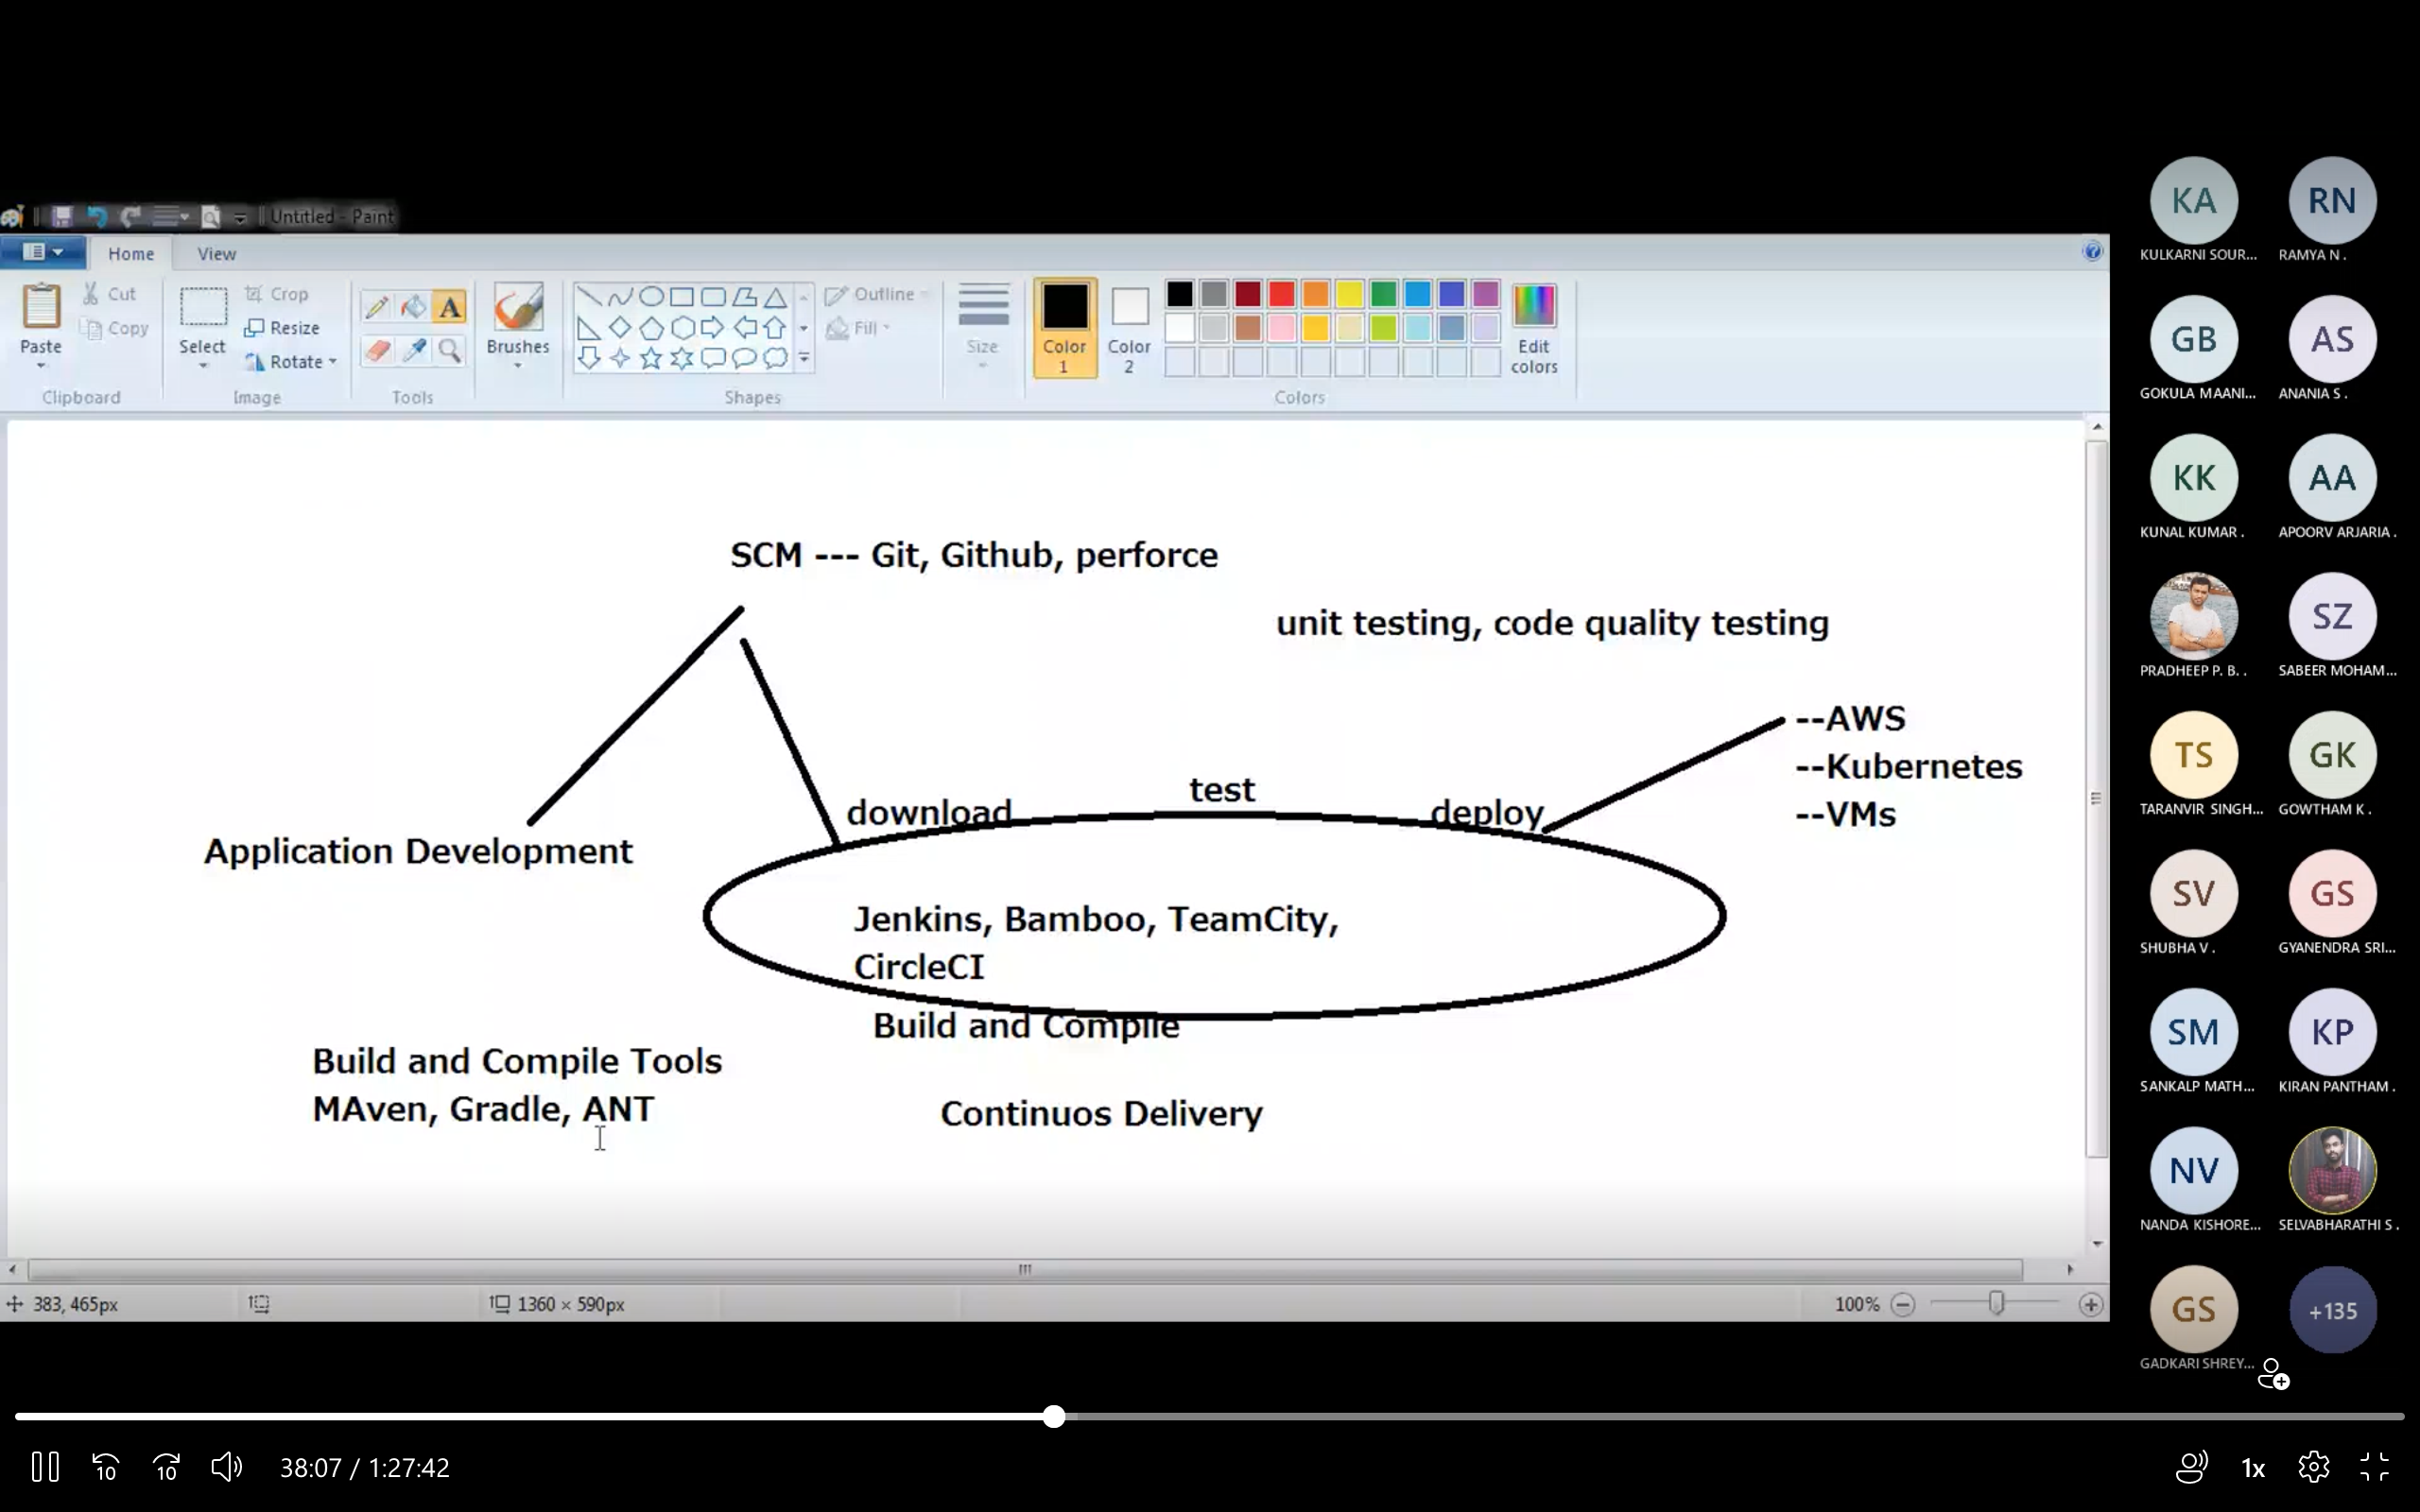 Untitled - Paint
Home
View
Paste
Cut
Copy
Clipboard
Select
Crop
Resize
Rotate
Image
A
Tools
Brushes
Shapes
Outline
Fill
Size
Color 1
Color 2
Edit colors
Colors
SCM --- Git, Github, perforce
unit testing, code quality testing
--AWS
--Kubernetes
--VMs
download
test
deploy
Application Development
Jenkins, Bamboo, TeamCity,
CircleCI
Build and Compile
Build and Compile Tools
MAven, Gradle, ANT
Continuos Delivery
383, 465px
1360 × 590px
100%
KA
KULKARNI SOUR...
RN
RAMYA N .
GB
GOKULA MAANI...
AS
ANANIA S .
KK
KUNAL KUMAR .
AA
APOORV ARJARIA .
PRADHEEP P. B. .
SZ
SABEER MOHAM...
TS
TARANVIR SINGH...
GK
GOWTHAM K .
SV
SHUBHA V .
GS
GYANENDRA SRI...
SM
SANKALP MATH...
KP
KIRAN PANTHAM .
NV
NANDA KISHORE...
SELVABHARATHI S .
GS
GADKARI SHREY...
+135
10
10
38:07 / 1:27:42
1x